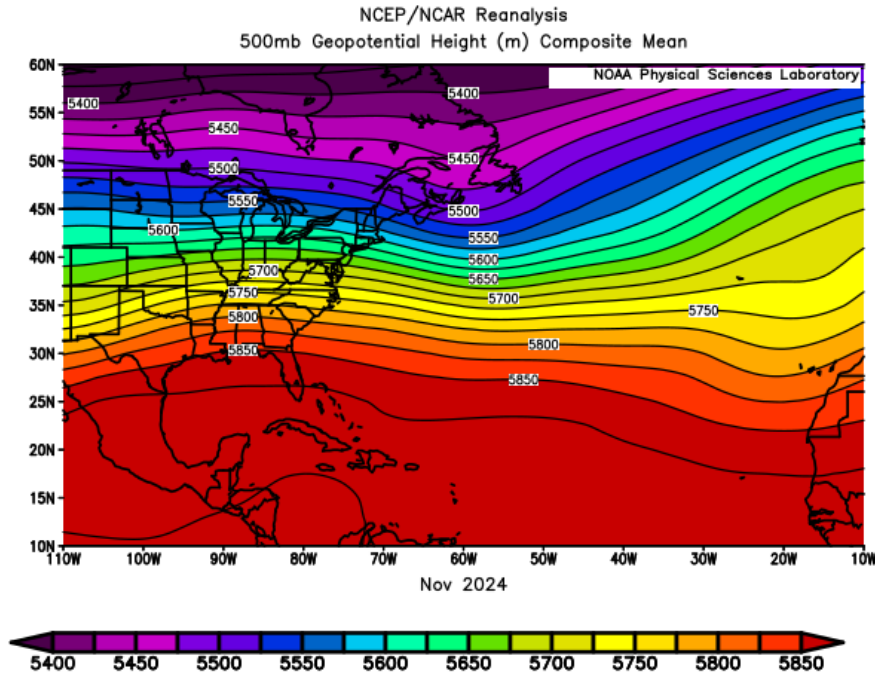 NCEP/NCAR Reanalysis
500mb Geopotential Height (m) Composite Mean
NOAA Physical Sciences Laboratory
60N
55N
50N
45N
40N
35N
30N
25N
20N
15N
10N
5400
5400
5450
5450
5500
5500
5550
5550
5600
5600
5650
5700
5700
5750
5750
5800
5800
5850
5850
110W 100W 90W 80W 70W 60W 50W 40W 30W 20W 10W
Nov 2024
5400 5450 5500 5550 5600 5650 5700 5750 5800 5850